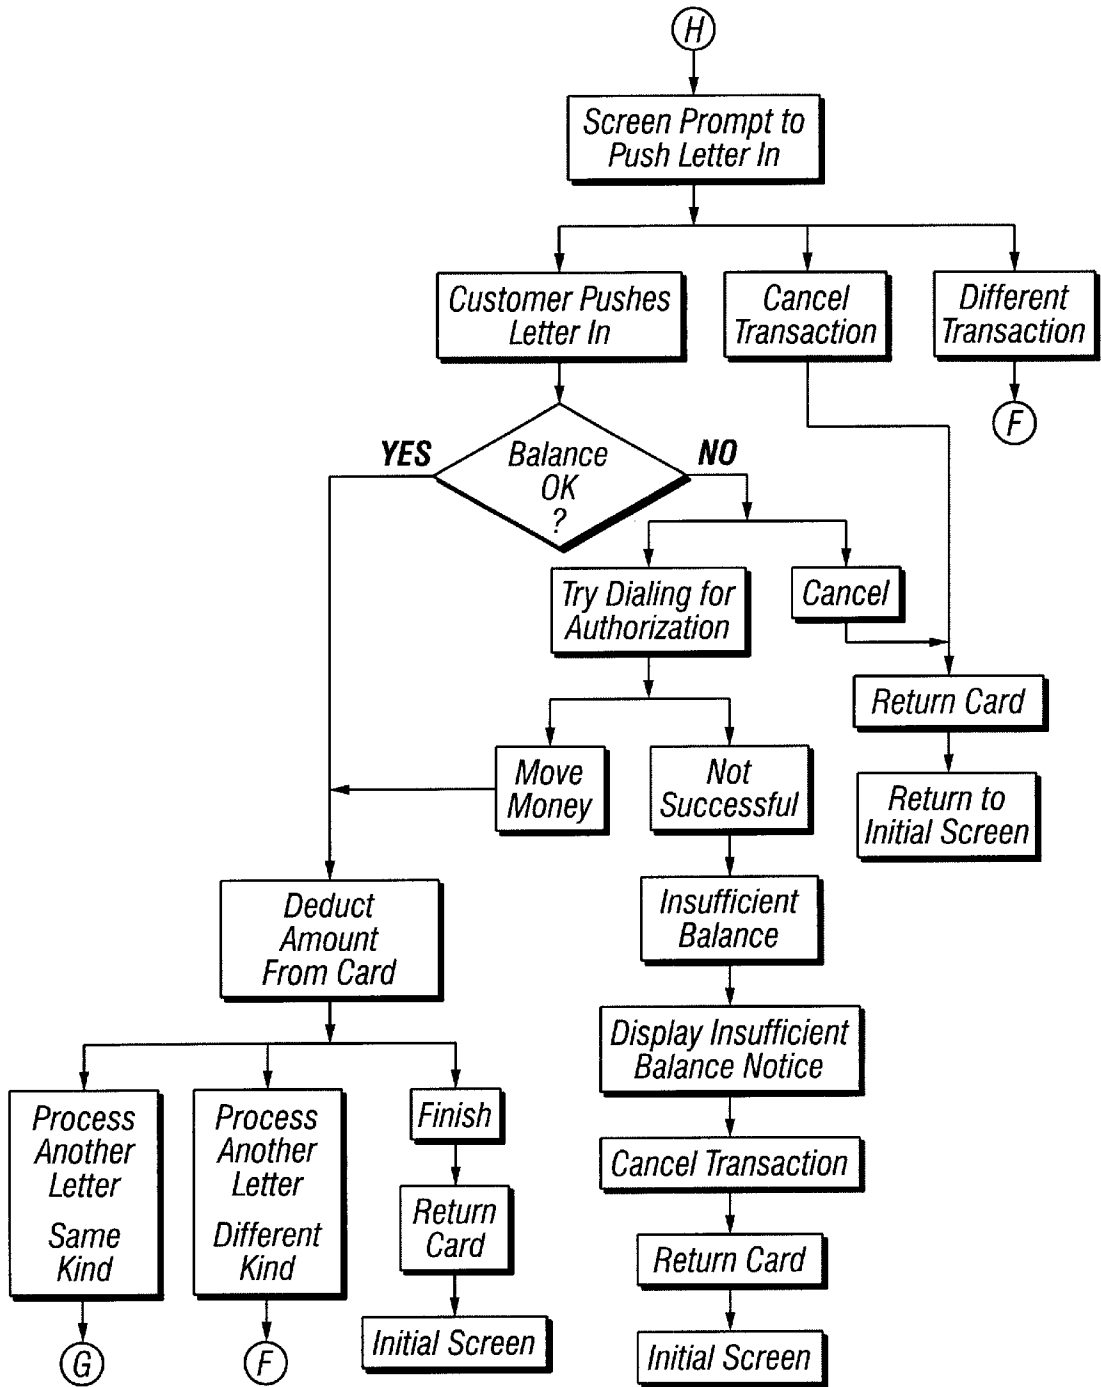 H
Screen Prompt to
Push Letter In
Customer Pushes
Letter In
Cancel
Transaction
Different
Transaction
F
YES
Balance
OK
?
NO
Try Dialing for
Authorization
Cancel
Return Card
Return to
Initial Screen
Move
Money
Not
Successful
Insufficient
Balance
Deduct
Amount
From Card
Display Insufficient
Balance Notice
Cancel Transaction
Return Card
Initial Screen
Process
Another
Letter
Same
Kind
G
Process
Another
Letter
Different
Kind
F
Finish
Return
Card
Initial Screen